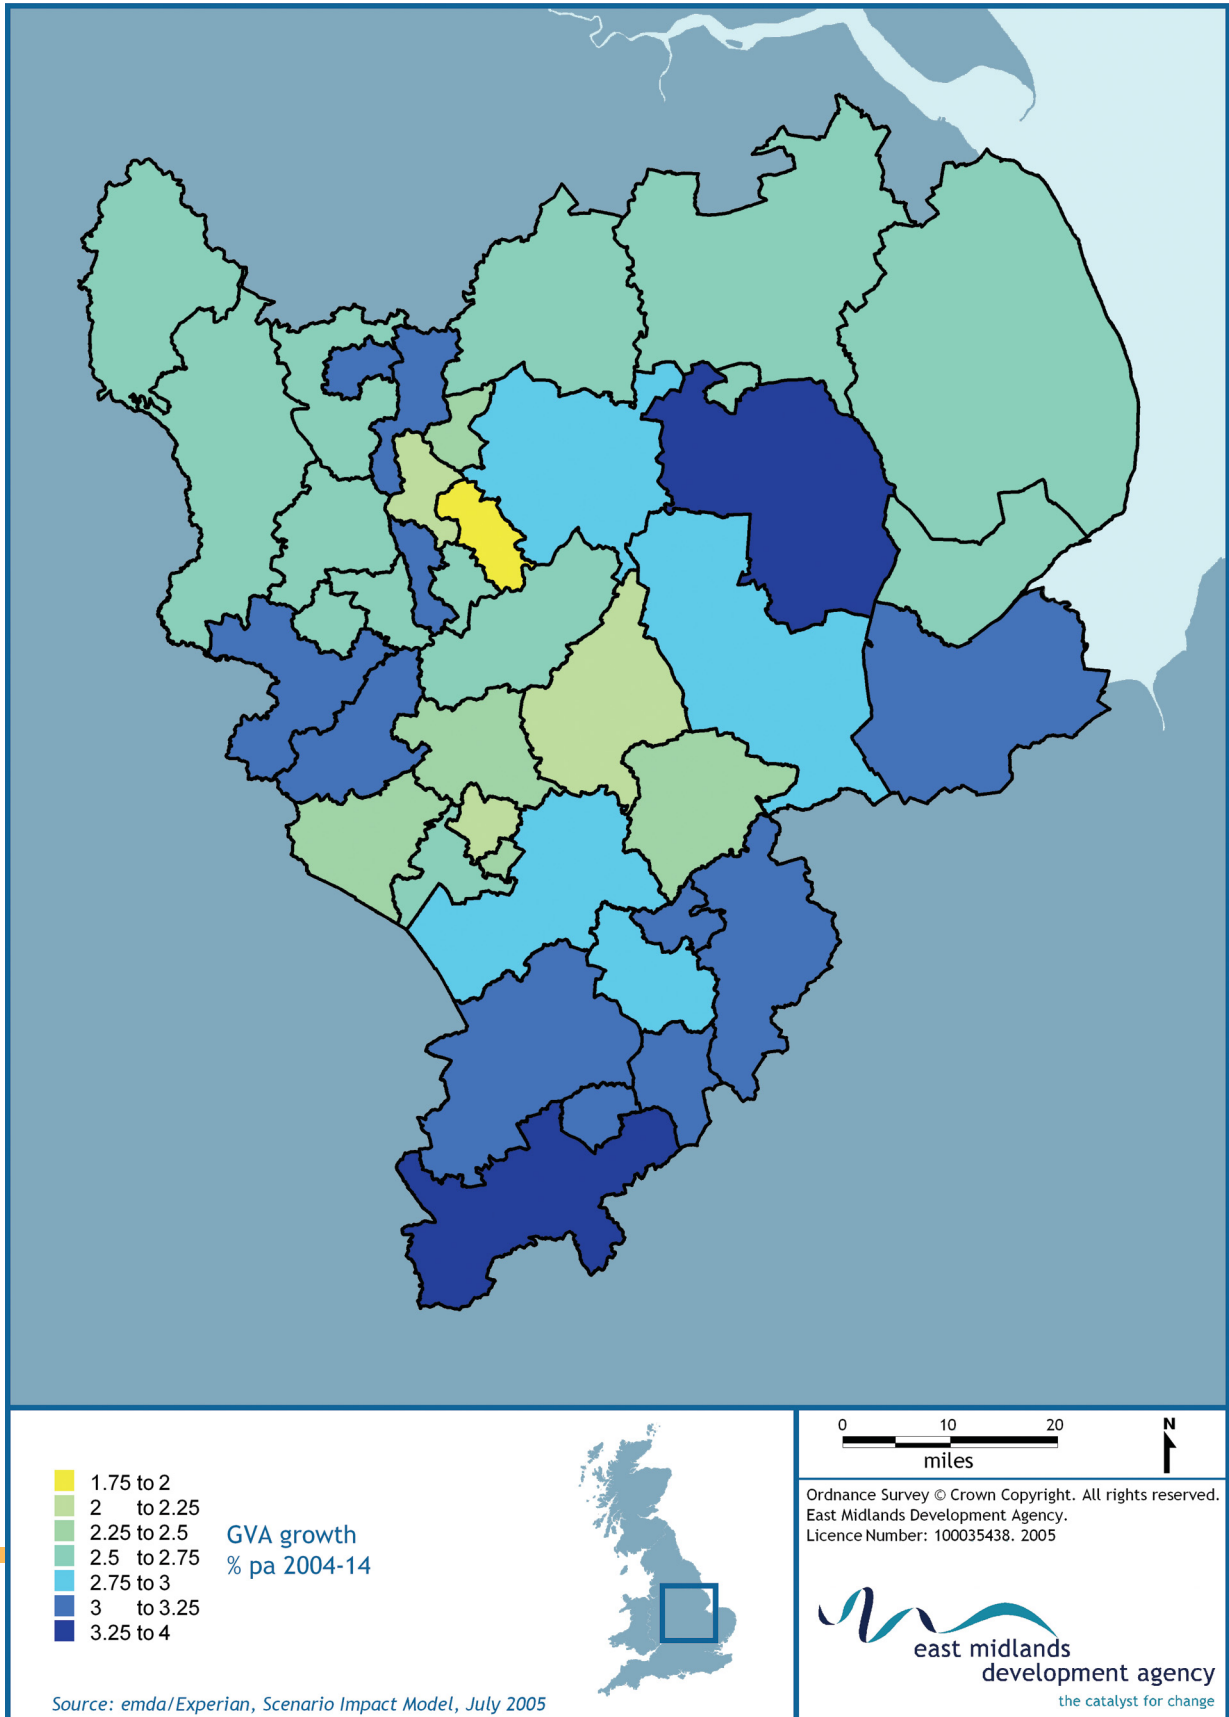 1.75 to 2
2 to 2.25
2.25 to 2.5
2.5 to 2.75
2.75 to 3
3 to 3.25
3.25 to 4
GVA growth
% pa 2004-14
Source: emda/Experian, Scenario Impact Model, July 2005
0 10 20
miles
N
Ordnance Survey © Crown Copyright. All rights reserved.
East Midlands Development Agency.
Licence Number: 100035438. 2005
east midlands
development agency
the catalyst for change